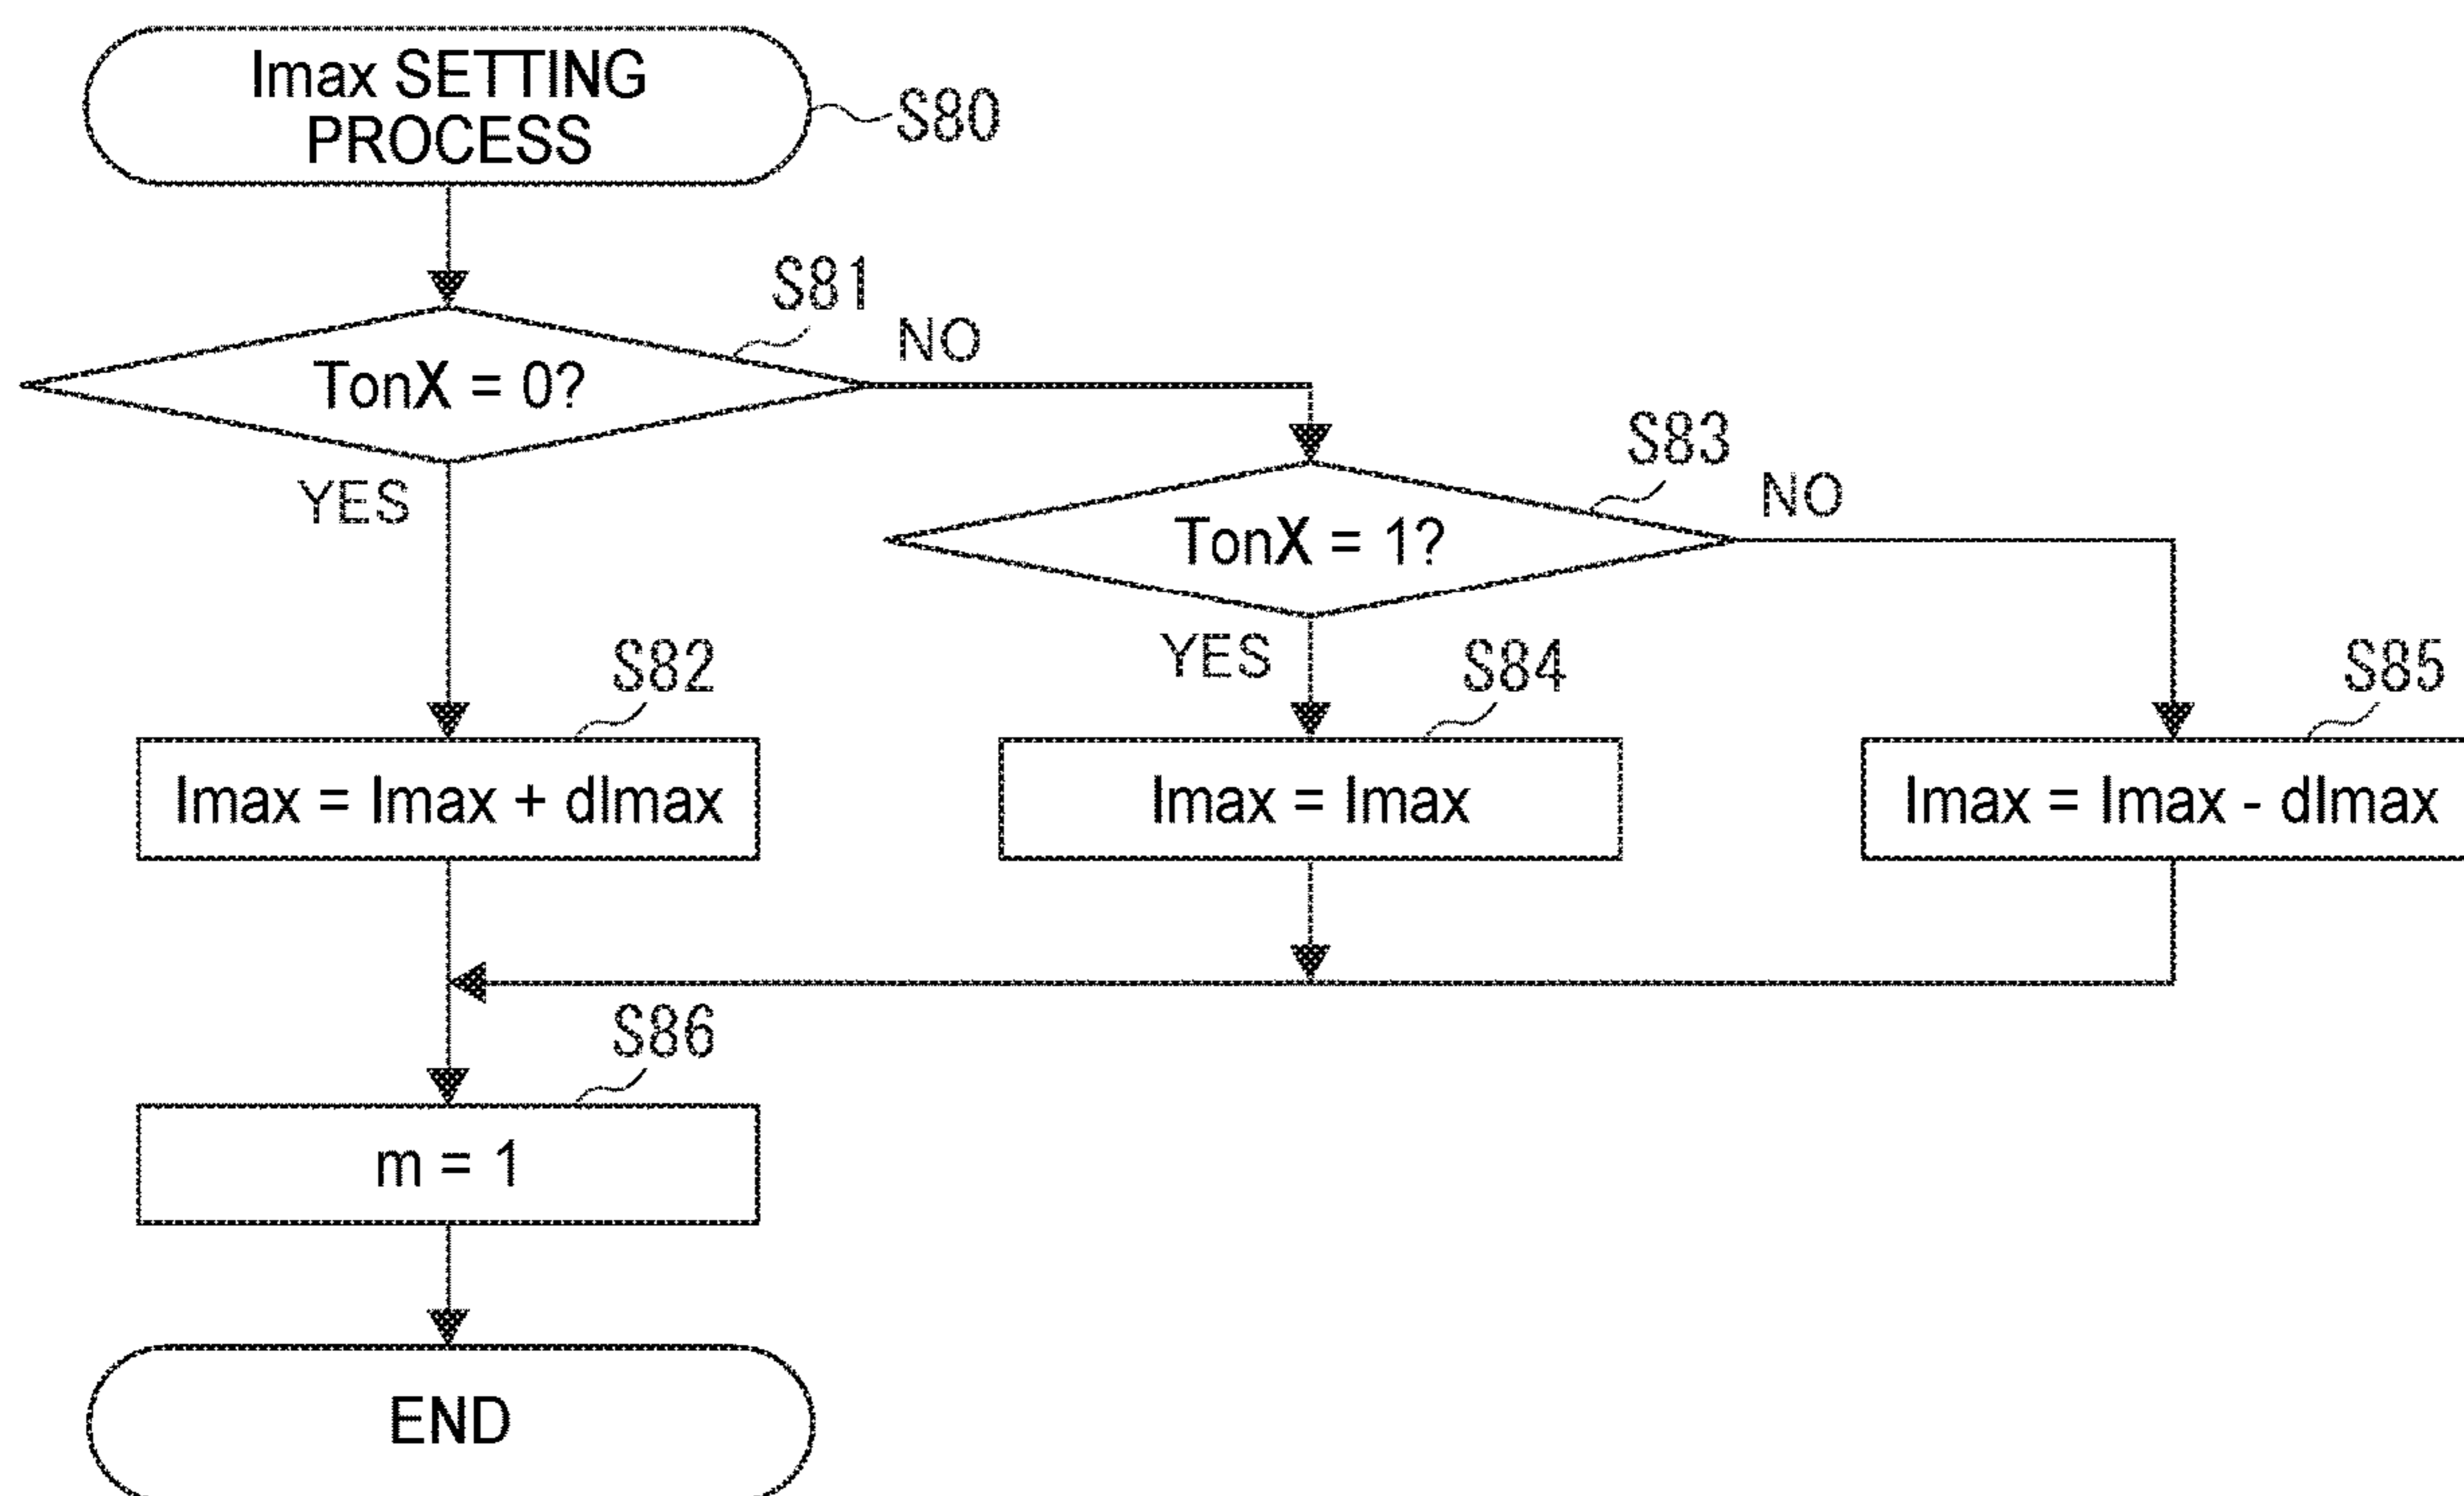 Imax SETTING
PROCESS
S80
S81
TonX = 0?
NO
YES
S83
TonX = 1?
NO
YES
S82
Imax = Imax + dImax
S84
Imax = Imax
S85
Imax = Imax - dImax
S86
m = 1
END